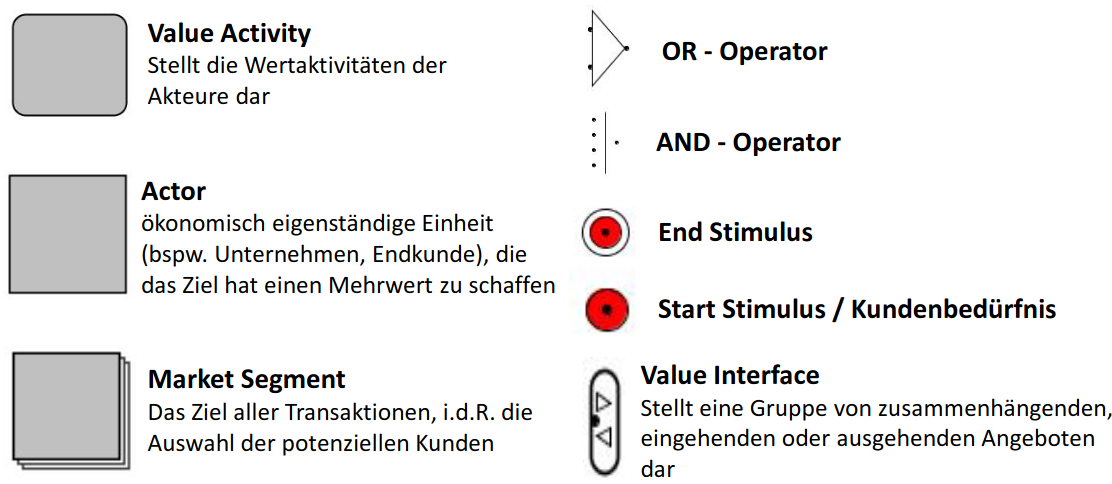 Value Activity
Stellt die Wertaktivitäten der
Akteure dar
Actor
ökonomisch eigenständige Einheit
(bspw. Unternehmen, Endkunde), die
das Ziel hat einen Mehrwert zu schaffen
Market Segment
Das Ziel aller Transaktionen, i.d.R. die
Auswahl der potenziellen Kunden
OR - Operator
AND - Operator
End Stimulus
Start Stimulus / Kundenbedürfnis
Value Interface
Stellt eine Gruppe von zusammenhängenden,
eingehenden oder ausgehenden Angeboten
dar